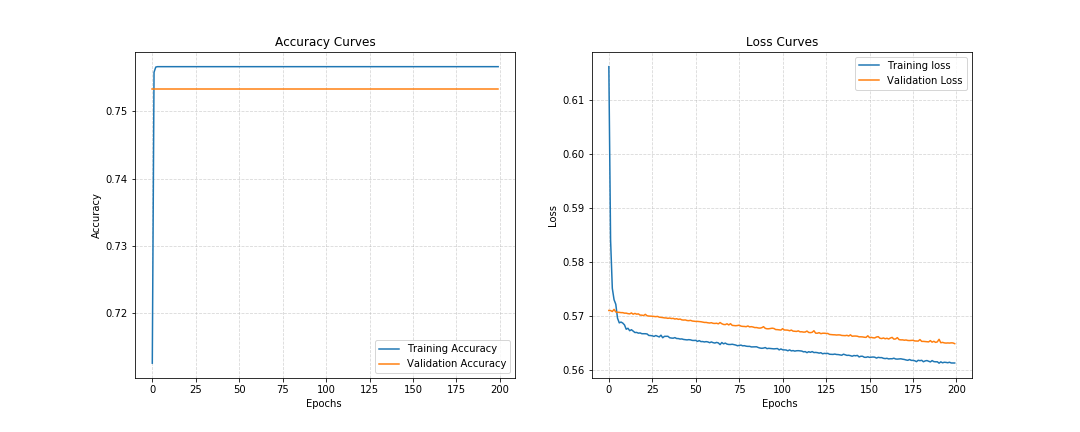 Accuracy Curves
Accuracy
0.75
0.74
0.73
0.72
Training Accuracy
Validation Accuracy
0 25 50 75 100 125 150 175 200
Epochs
Loss Curves
Loss
0.61
0.60
0.59
0.58
0.57
0.56
Training loss
Validation Loss
0 25 50 75 100 125 150 175 200
Epochs